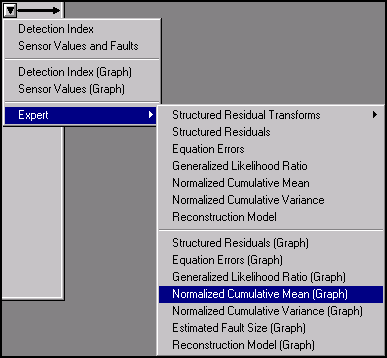 Detection Index
Sensor Values and Faults
Detection Index (Graph)
Sensor Values (Graph)
Expert
Structured Residual Transforms
Structured Residuals
Equation Errors
Generalized Likelihood Ratio
Normalized Cumulative Mean
Normalized Cumulative Variance
Reconstruction Model
Structured Residuals (Graph)
Equation Errors (Graph)
Generalized Likelihood Ratio (Graph)
Normalized Cumulative Mean (Graph)
Normalized Cumulative Variance (Graph)
Estimated Fault Size (Graph)
Reconstruction Model (Graph)